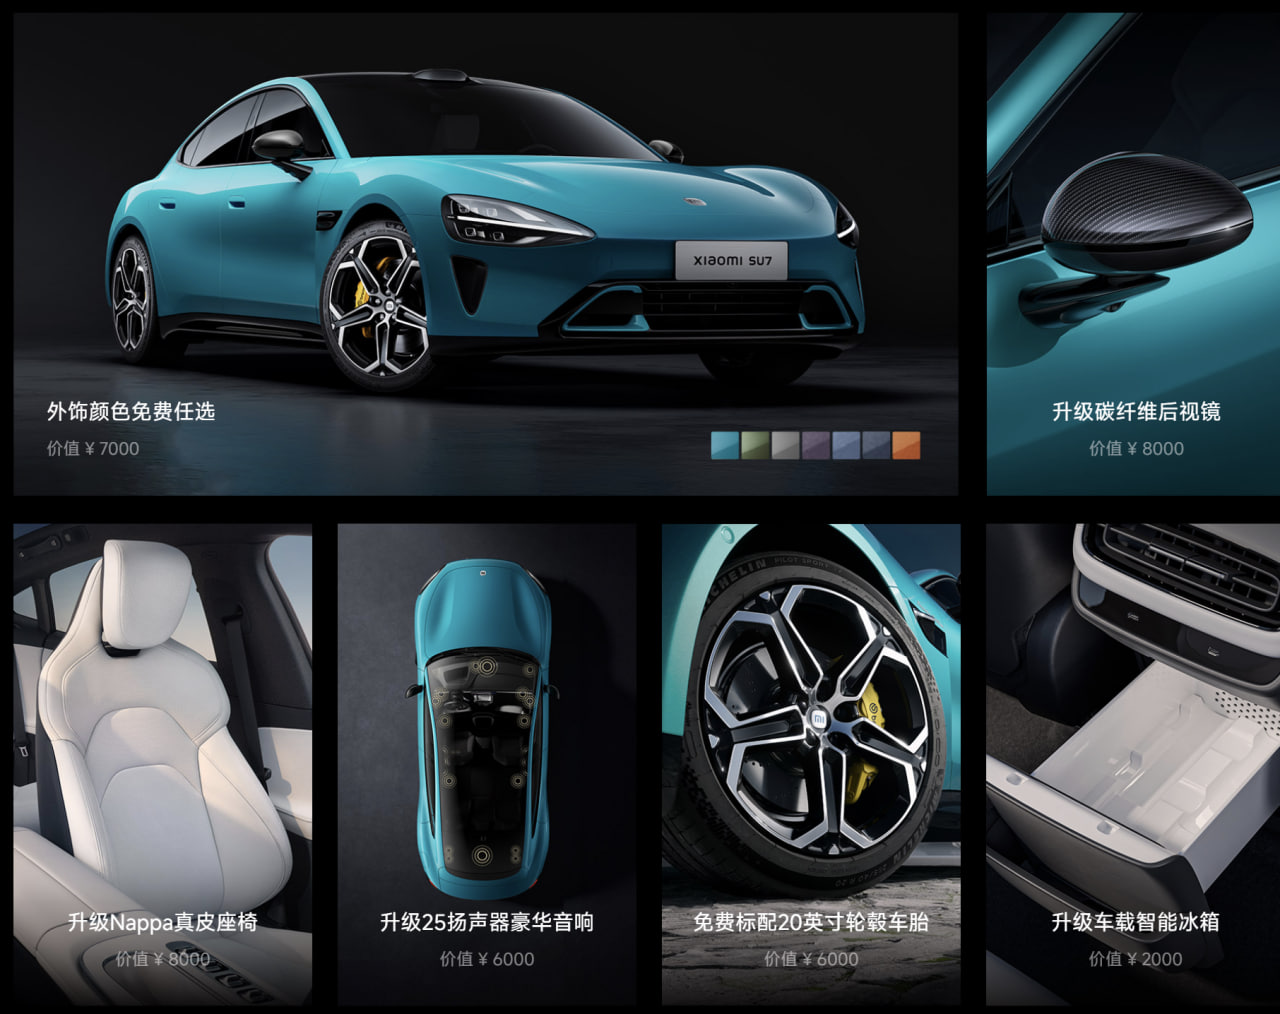 XIAOMI SU7
外饰颜色免费任选
价值 ¥ 7000
升级碳纤维后视镜
价值 ¥ 8000
升级Nappa真皮座椅
价值 ¥ 8000
升级25扬声器豪华音响
价值 ¥ 6000
MICHELIN PILOT SPORT
免费标配20英寸轮毂车胎
价值 ¥ 6000
升级车载智能冰箱
价值 ¥ 2000